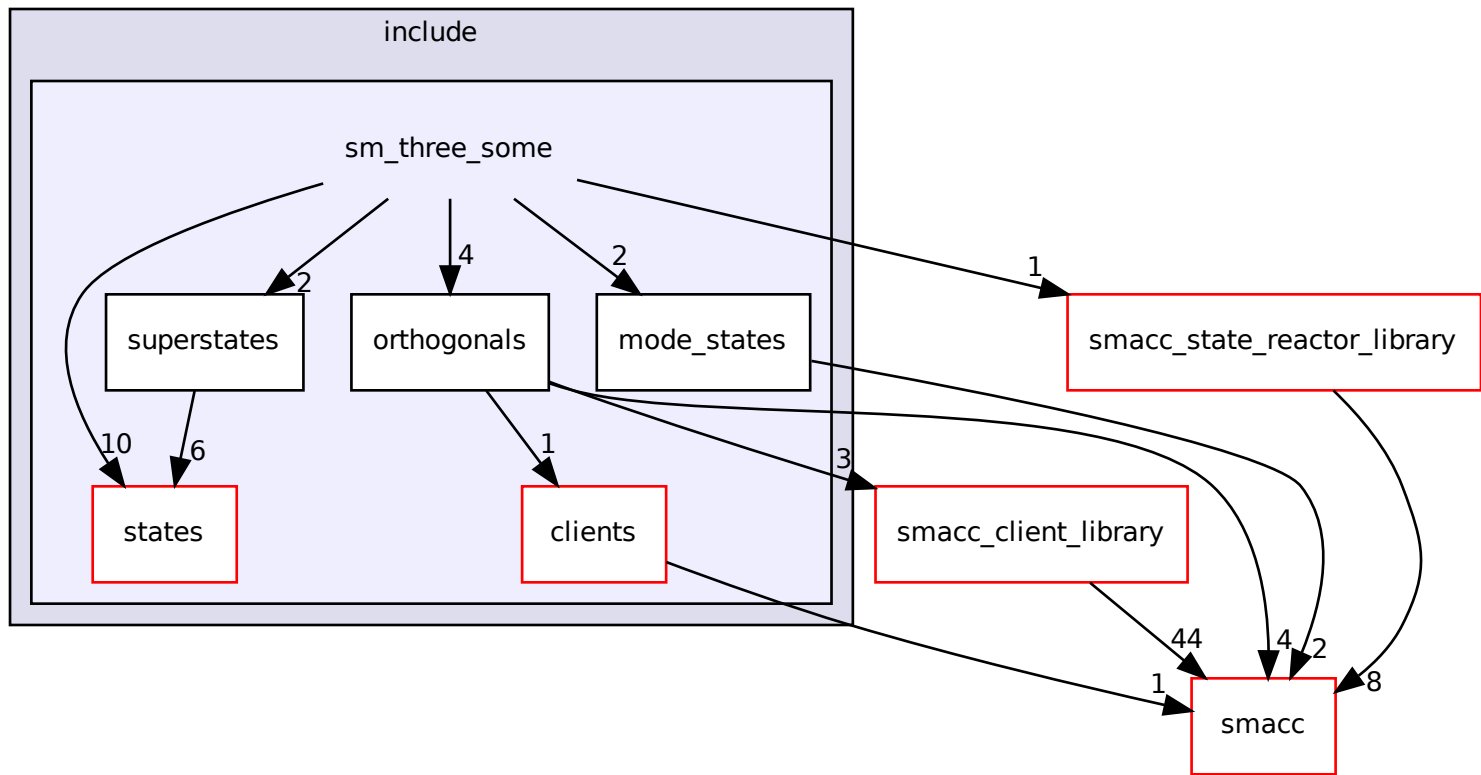 include
sm_three_some
1
2
4
2
superstates
orthogonals
mode_states
smacc_state_reactor_library
10
6
1
3
states
clients
smacc_client_library
44
4
2
1
8
smacc